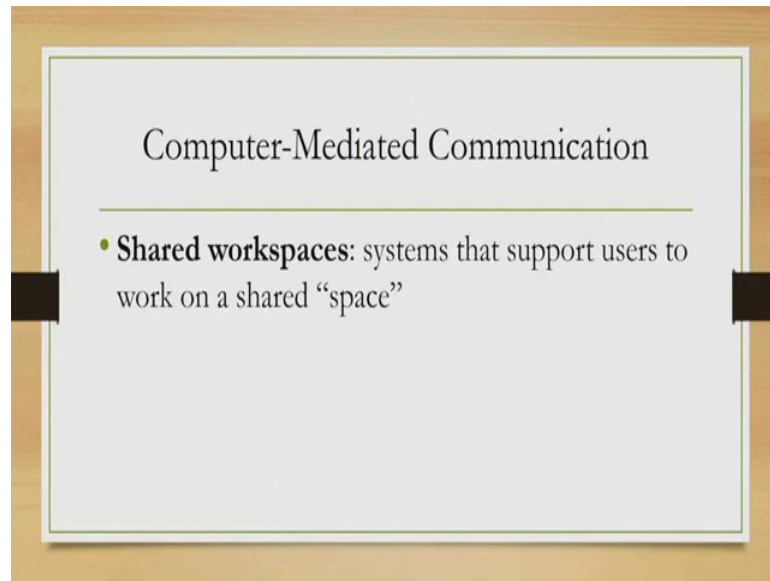 Computer-Mediated Communication
• Shared workspaces: systems that support users to
work on a shared “space”